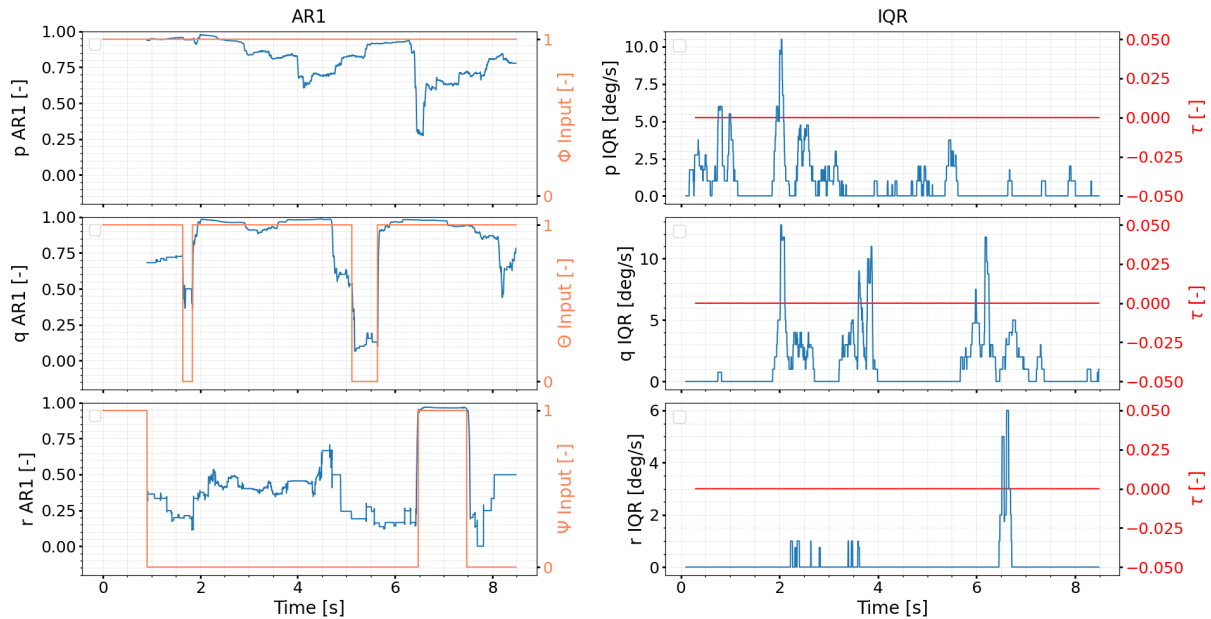 AR1
IQR
1.00
0.75
0.50
0.25
0.00
p AR1 [-]
1
0
Φ Input [-]
10.0
7.5
5.0
2.5
0.0
p IQR [deg/s]
0.050
0.025
0.000
−0.025
−0.050
τ [-]
1.00
0.75
0.50
0.25
0.00
q AR1 [-]
1
0
Θ Input [-]
10
5
0
q IQR [deg/s]
0.050
0.025
0.000
−0.025
−0.050
τ [-]
1.00
0.75
0.50
0.25
0.00
r AR1 [-]
1
0
Ψ Input [-]
6
4
2
0
r IQR [deg/s]
0.050
0.025
0.000
−0.025
−0.050
τ [-]
0 2 4 6 8
Time [s]
0 2 4 6 8
Time [s]